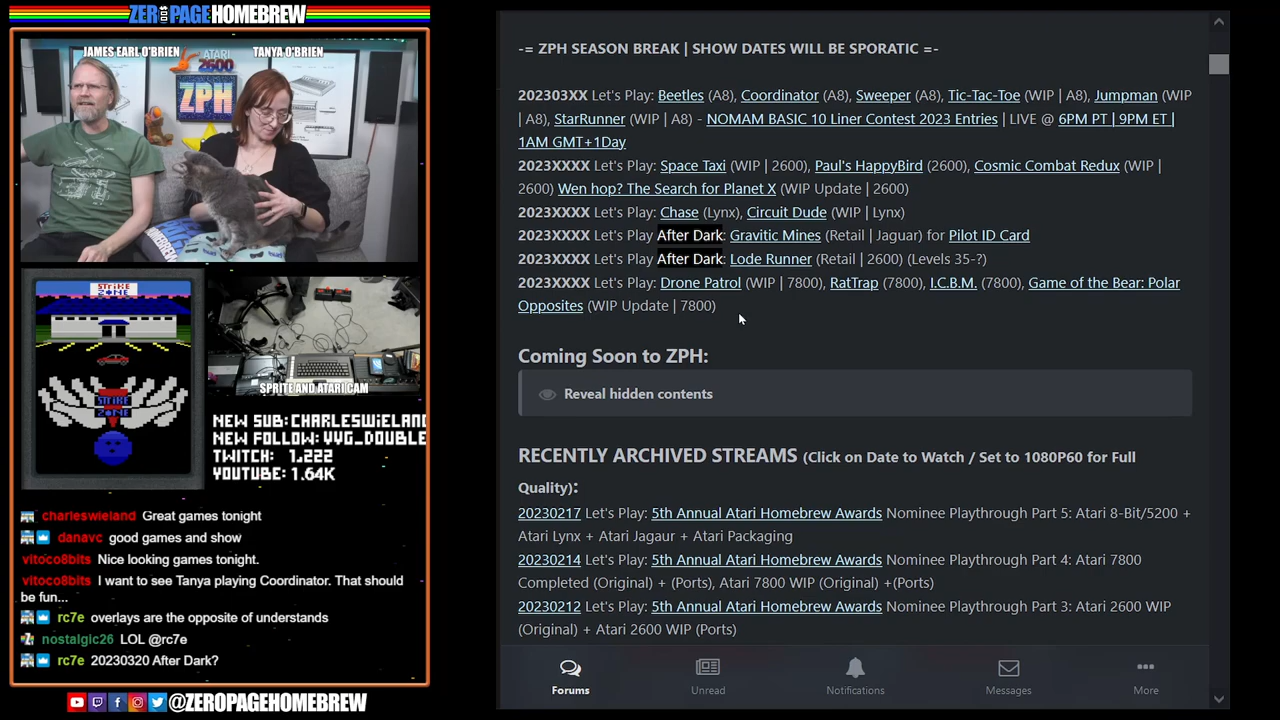 ZERO PAGE HOMEBREW
JAMES EARL O'BRIEN
TANYA O'BRIEN
ATARI
2600
ZPH
STRIKE
ZONE
STRIKE
ZONE
SPRITE AND ATARI CAM
NEW SUB: CHARLESWIELAND
NEW FOLLOW: VVG_DOUBLE
TWITCH: 1,222
YOUTUBE: 1.64K
charleswieland Great games tonight
danavc good games and show
vitoco8bits Nice looking games tonight.
vitoco8bits I want to see Tanya playing Coordinator. That should
be fun...
rc7e overlays are the opposite of understands
nostalgic26 LOL @rc7e
rc7e 20230320 After Dark?
@ZEROPAGEHOMEBREW
-= ZPH SEASON BREAK | SHOW DATES WILL BE SPORATIC =-
202303XX Let's Play: Beetles (A8), Coordinator (A8), Sweeper (A8), Tic-Tac-Toe (WIP | A8), Jumpman (WIP
| A8), StarRunner (WIP | A8) - NOMAM BASIC 10 Liner Contest 2023 Entries | LIVE @ 6PM PT | 9PM ET |
1AM GMT+1Day
2023XXXX Let's Play: Space Taxi (WIP | 2600), Paul's HappyBird (2600), Cosmic Combat Redux (WIP |
2600) Wen hop? The Search for Planet X (WIP Update | 2600)
2023XXXX Let's Play: Chase (Lynx), Circuit Dude (WIP | Lynx)
2023XXXX Let's Play After Dark: Gravitic Mines (Retail | Jaguar) for Pilot ID Card
2023XXXX Let's Play After Dark: Lode Runner (Retail | 2600) (Levels 35-?)
2023XXXX Let's Play: Drone Patrol (WIP | 7800), RatTrap (7800), I.C.B.M. (7800), Game of the Bear: Polar
Opposites (WIP Update | 7800)
Coming Soon to ZPH:
Reveal hidden contents
RECENTLY ARCHIVED STREAMS (Click on Date to Watch / Set to 1080P60 for Full
Quality):
20230217 Let's Play: 5th Annual Atari Homebrew Awards Nominee Playthrough Part 5: Atari 8-Bit/5200 +
Atari Lynx + Atari Jagaur + Atari Packaging
20230214 Let's Play: 5th Annual Atari Homebrew Awards Nominee Playthrough Part 4: Atari 7800
Completed (Original) + (Ports), Atari 7800 WIP (Original) +(Ports)
20230212 Let's Play: 5th Annual Atari Homebrew Awards Nominee Playthrough Part 3: Atari 2600 WIP
(Original) + Atari 2600 WIP (Ports)
Forums
Unread
Notifications
Messages
More